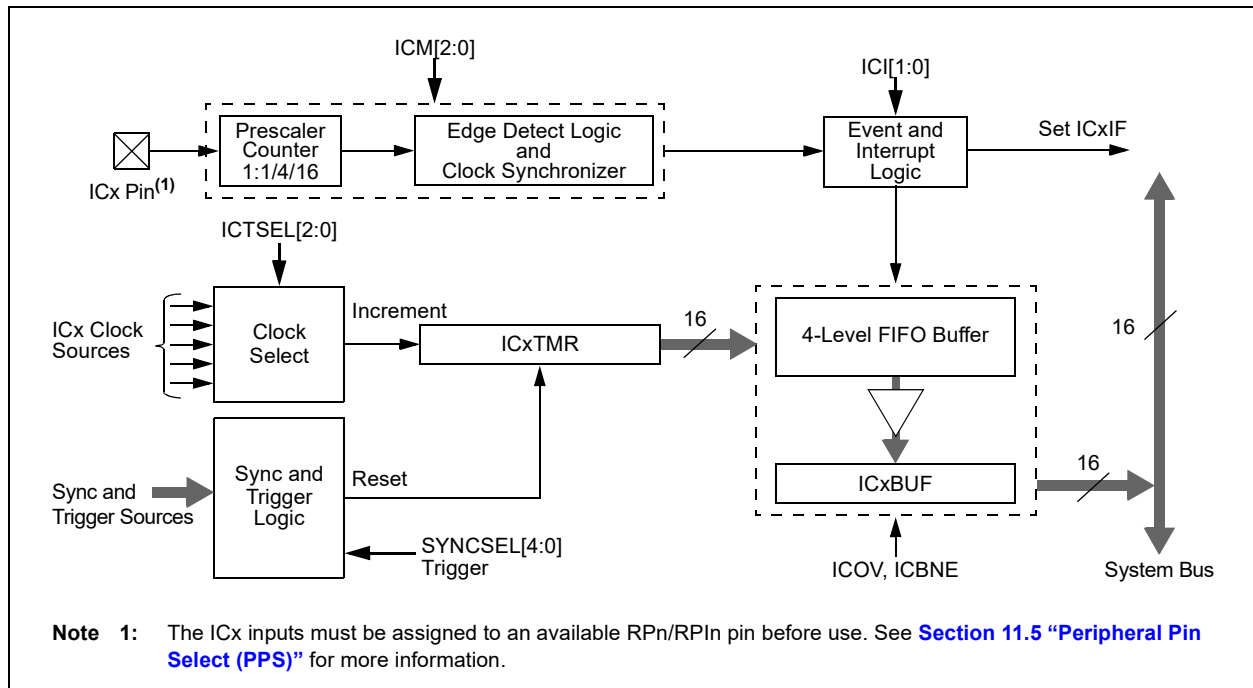 ICM[2:0]
ICI[1:0]
Prescaler
Counter
1:1/4/16
Edge Detect Logic
and
Clock Synchronizer
Event and
Interrupt
Logic
Set ICxIF
ICx Pin(1)
ICTSEL[2:0]
ICx Clock
Sources
Clock
Select
Increment
ICxTMR
16
4-Level FIFO Buffer
16
Sync and
Trigger Sources
Sync and
Trigger
Logic
Reset
ICxBUF
16
SYNCSEL[4:0]
Trigger
ICOV, ICBNE
System Bus
Note 1: The ICx inputs must be assigned to an available RPn/RPIn pin before use. See Section 11.5 “Peripheral Pin
Select (PPS)” for more information.